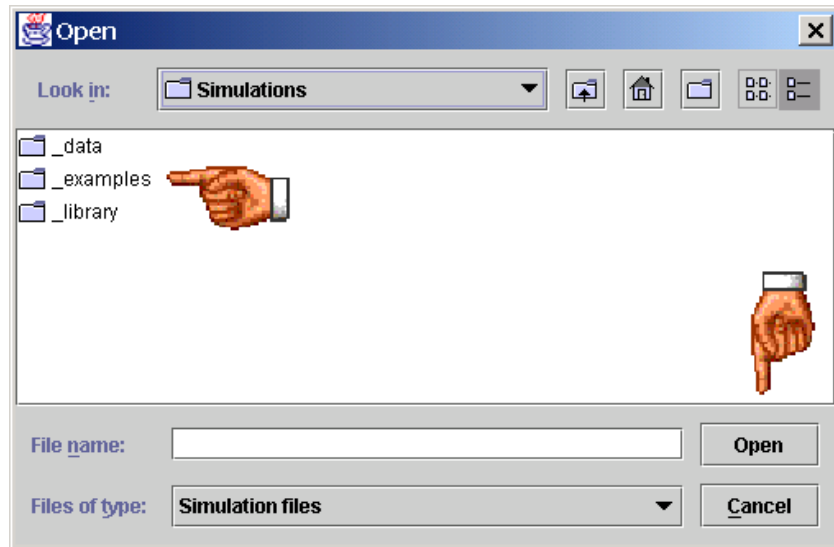 Open
Look in: Simulations
_data
_examples
_library
File name: Open
Files of type: Simulation files Cancel